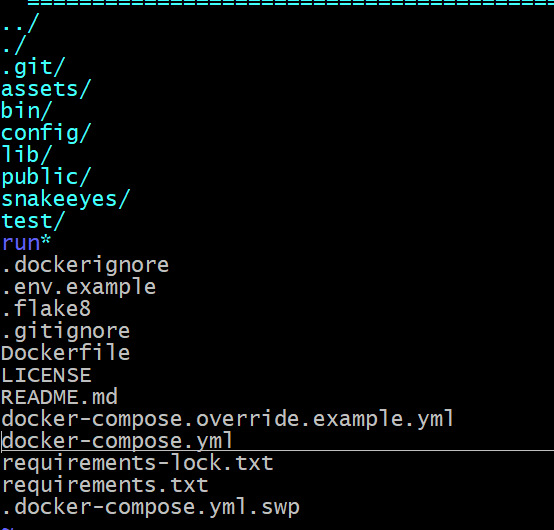 ========================================
../
./
.git/
assets/
bin/
config/
lib/
public/
snakeeyes/
test/
run*
.dockerignore
.env.example
.flake8
.gitignore
Dockerfile
LICENSE
README.md
docker-compose.override.example.yml
docker-compose.yml
requirements-lock.txt
requirements.txt
.docker-compose.yml.swp
~